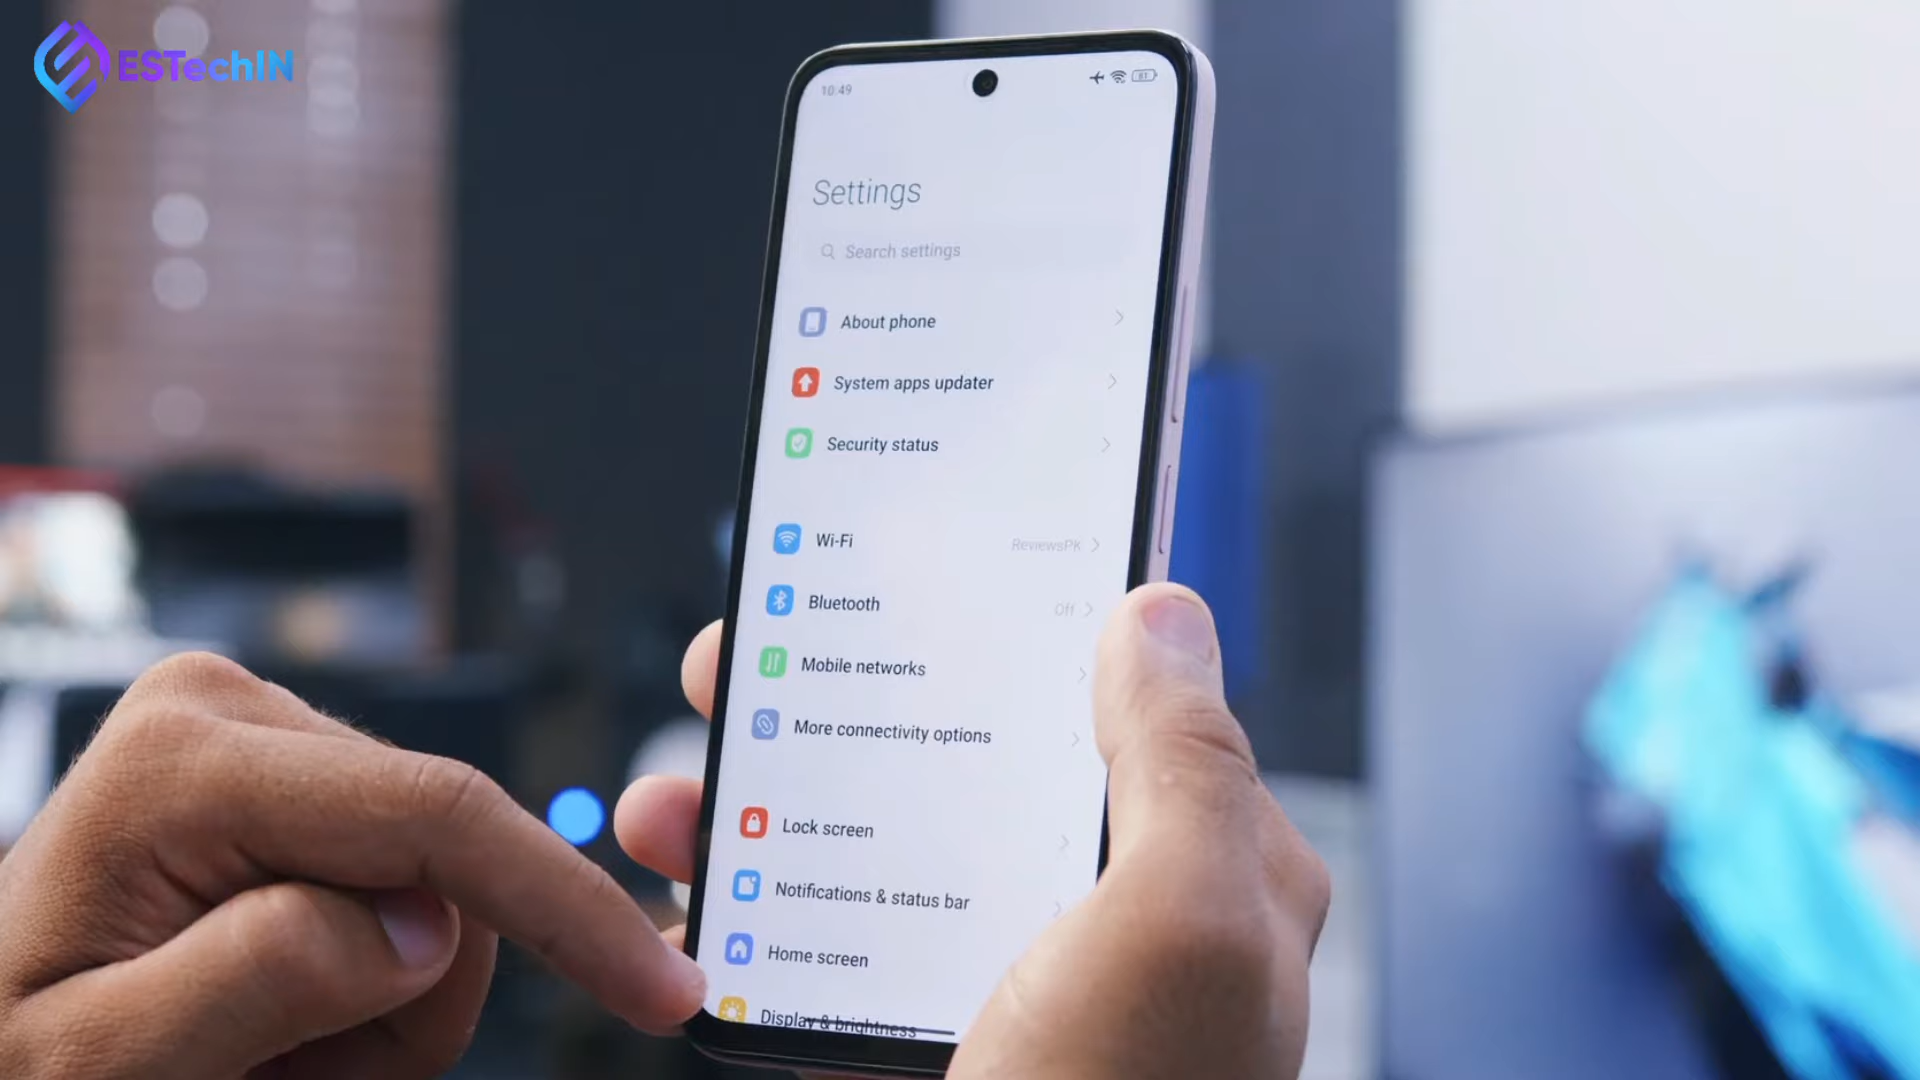 ESTechIN
10:49
81
Settings
Search settings
About phone
System apps updater
Security status
Wi-Fi ReviewsPK
Bluetooth Off
Mobile networks
More connectivity options
Lock screen
Notifications & status bar
Home screen
Display & brightness